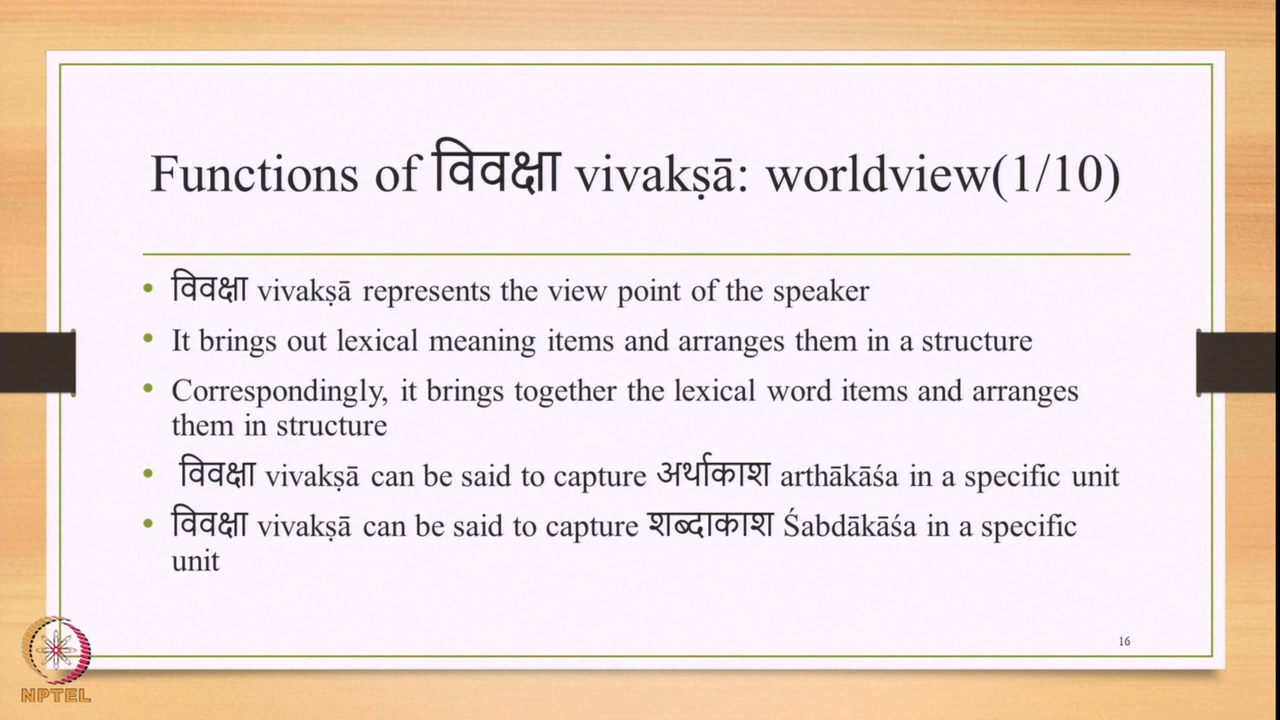 Functions of विवक्षा vivakṣā: worldview(1/10)
• विवक्षा vivakṣā represents the view point of the speaker
• It brings out lexical meaning items and arranges them in a structure
• Correspondingly, it brings together the lexical word items and arranges
them in structure
• विवक्षा vivakṣā can be said to capture अर्थाकाश arthākāśa in a specific unit
• विवक्षा vivakṣā can be said to capture शब्दाकाश Śabdākāśa in a specific
unit
16
NPTEL